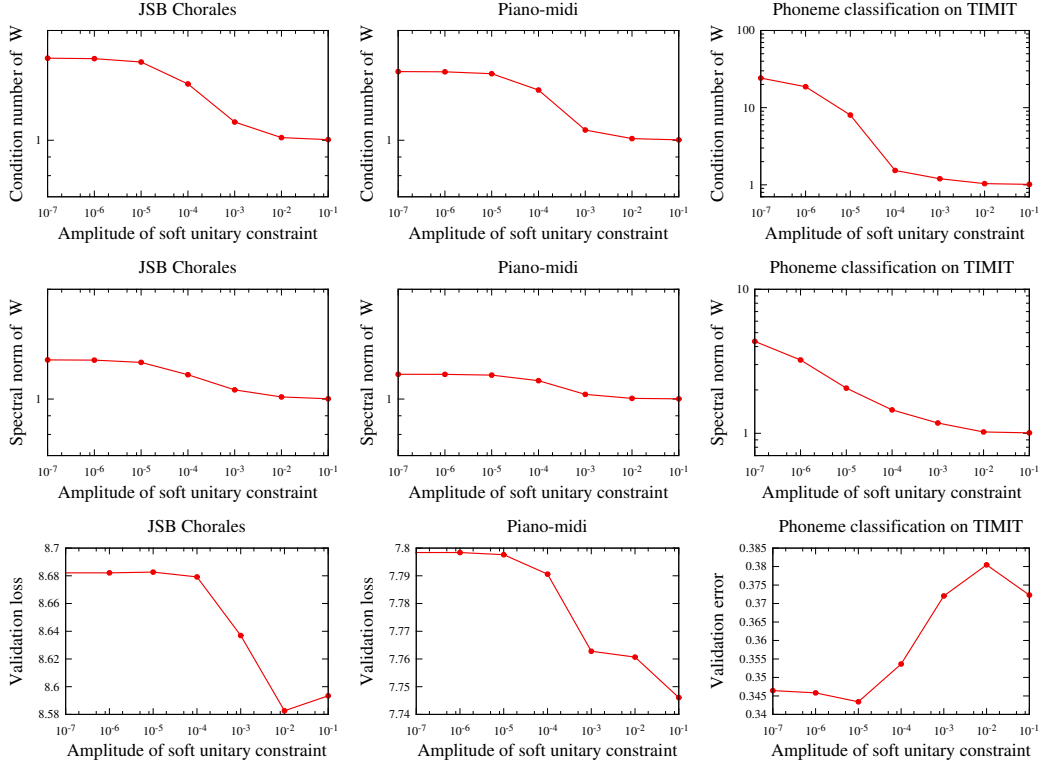 JSB Chorales
Condition number of W
1
10-7 10-6 10-5 10-4 10-3 10-2 10-1
Amplitude of soft unitary constraint
Piano-midi
Condition number of W
1
10-7 10-6 10-5 10-4 10-3 10-2 10-1
Amplitude of soft unitary constraint
Phoneme classification on TIMIT
Condition number of W
100
10
1
10-7 10-6 10-5 10-4 10-3 10-2 10-1
Amplitude of soft unitary constraint
JSB Chorales
Spectral norm of W
1
10-7 10-6 10-5 10-4 10-3 10-2 10-1
Amplitude of soft unitary constraint
Piano-midi
Spectral norm of W
1
10-7 10-6 10-5 10-4 10-3 10-2 10-1
Amplitude of soft unitary constraint
Phoneme classification on TIMIT
Spectral norm of W
10
1
10-7 10-6 10-5 10-4 10-3 10-2 10-1
Amplitude of soft unitary constraint
JSB Chorales
Validation loss
8.7
8.68
8.66
8.64
8.62
8.6
8.58
10-7 10-6 10-5 10-4 10-3 10-2 10-1
Amplitude of soft unitary constraint
Piano-midi
Validation loss
7.8
7.79
7.78
7.77
7.76
7.75
7.74
10-7 10-6 10-5 10-4 10-3 10-2 10-1
Amplitude of soft unitary constraint
Phoneme classification on TIMIT
Validation error
0.385
0.38
0.375
0.37
0.365
0.36
0.355
0.35
0.345
0.34
10-7 10-6 10-5 10-4 10-3 10-2 10-1
Amplitude of soft unitary constraint